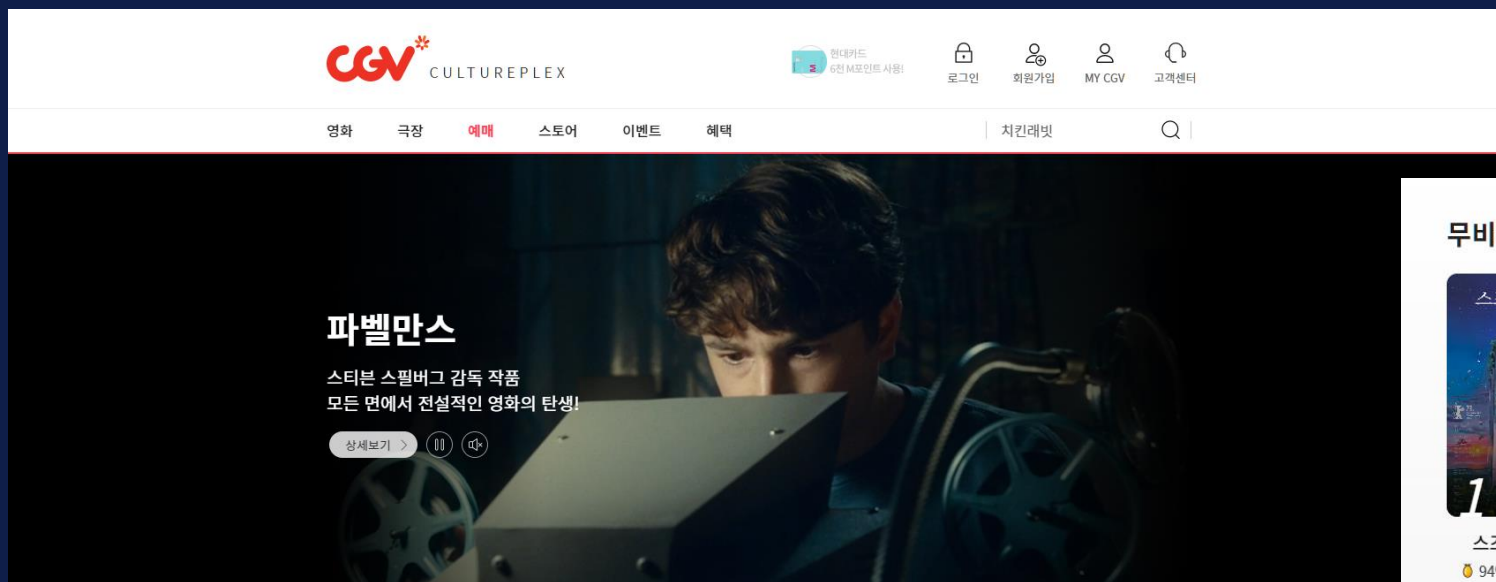 CGV
CULTUREPLEX
현대카드
6천 M포인트 사용!
로그인
회원가입
MY CGV
고객센터
영화
극장
예매
스토어
이벤트
혜택
치킨래빗
파벨만스
스티븐 스필버그 감독 작품
모든 면에서 전설적인 영화의 탄생!
상세보기
무비
1